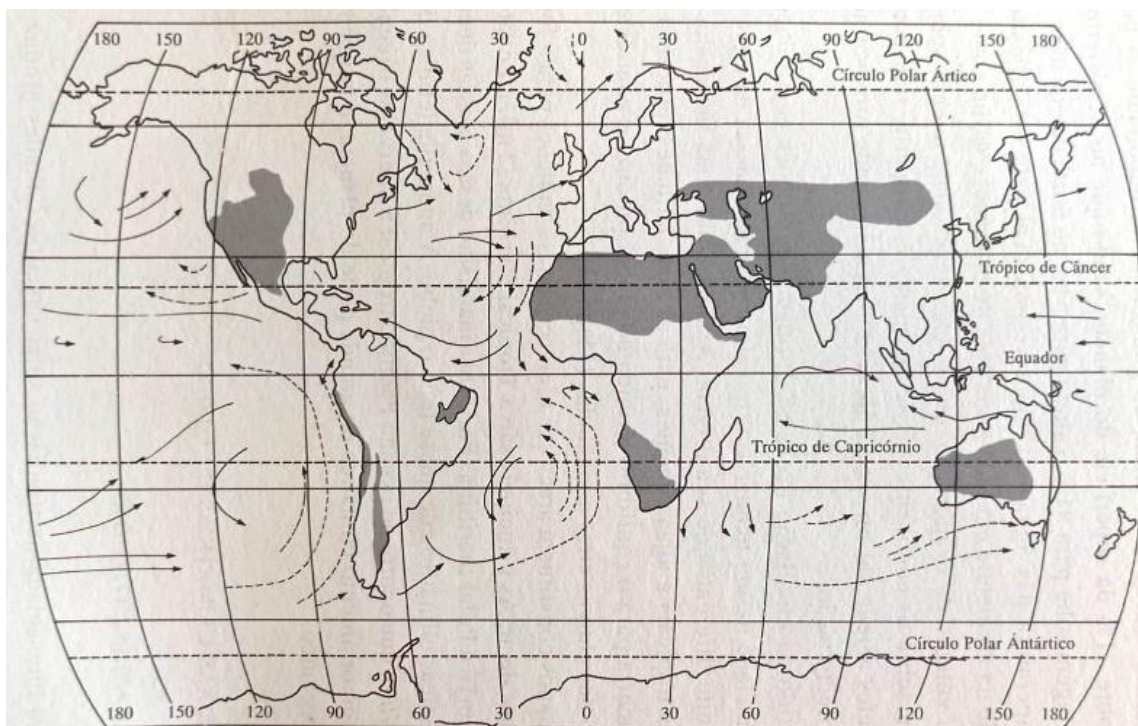 180 150 120 90 60 30 0 30 60 90 120 150 180
Círculo Polar Ártico
Trópico de Câncer
Equador
Trópico de Capricórnio
Círculo Polar Ántártico
180 150 120 90 60 30 0 30 60 90 120 150 180